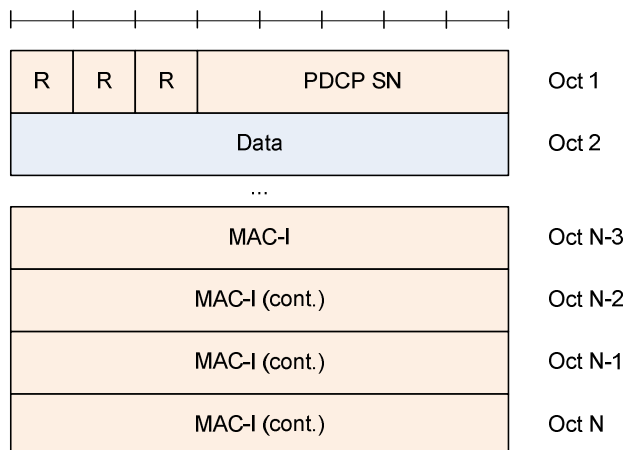 R R R PDCP SN Oct 1
Data Oct 2
...
MAC-I Oct N-3
MAC-I (cont.) Oct N-2
MAC-I (cont.) Oct N-1
MAC-I (cont.) Oct N